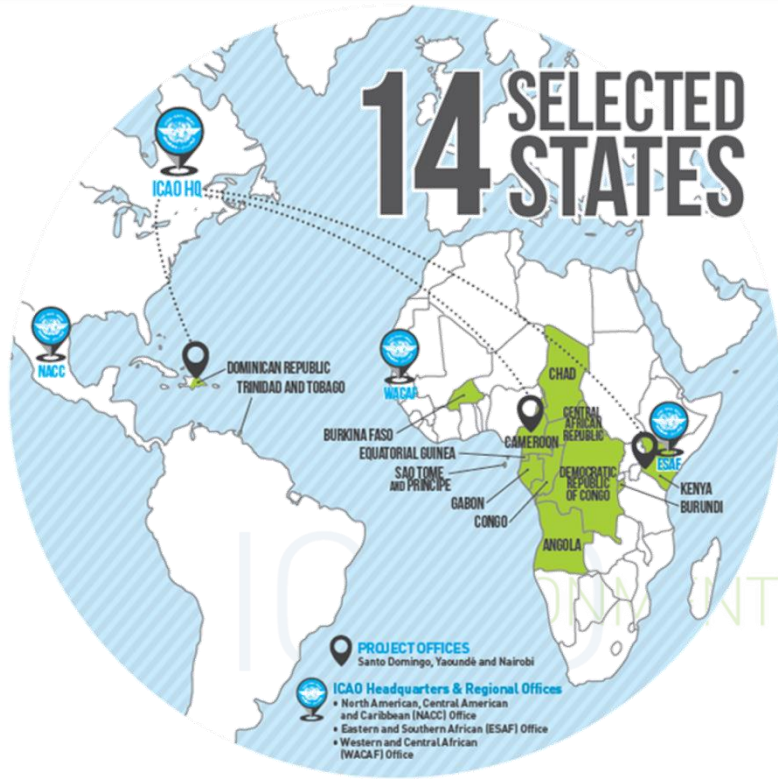 14 SELECTED
STATES
ICAO HQ
NACC
DOMINICAN REPUBLIC
TRINIDAD AND TOBAGO
WACAF
CHAD
BURKINA FASO
CENTRAL
AFRICAN
REPUBLIC
CAMEROON
EQUATORIAL GUINEA
ESAF
SAO TOME
AND PRINCIPE
DEMOCRATIC
REPUBLIC
OF CONGO
KENYA
GABON
BURUNDI
CONGO
ANGOLA
PROJECT OFFICES
Santo Domingo, Yaoundé and Nairobi
ICAO Headquarters & Regional Offices
• North American, Central American
and Caribbean (NACC) Office
• Eastern and Southern African (ESAF) Office
• Western and Central African
(WACAF) Office